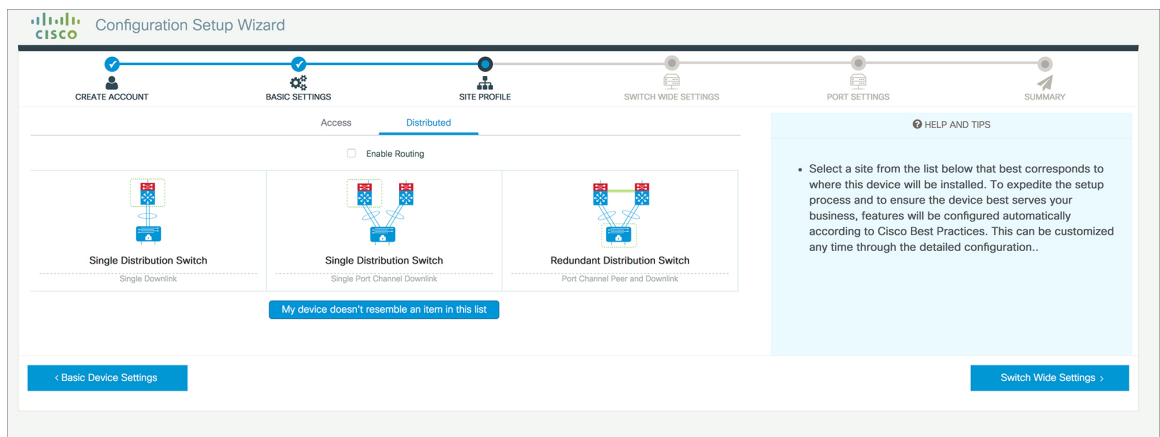 CISCO
Configuration Setup Wizard
CREATE ACCOUNT
BASIC SETTINGS
SITE PROFILE
SWITCH WIDE SETTINGS
PORT SETTINGS
SUMMARY
Access
Distributed
Enable Routing
Single Distribution Switch
Single Downlink
Single Distribution Switch
Single Port Channel Downlink
Redundant Distribution Switch
Port Channel Peer and Downlink
My device doesn't resemble an item in this list
HELP AND TIPS
• Select a site from the list below that best corresponds to
where this device will be installed. To expedite the setup
process and to ensure the device best serves your
business, features will be configured automatically
according to Cisco Best Practices. This can be customized
any time through the detailed configuration..
‹ Basic Device Settings
Switch Wide Settings ›